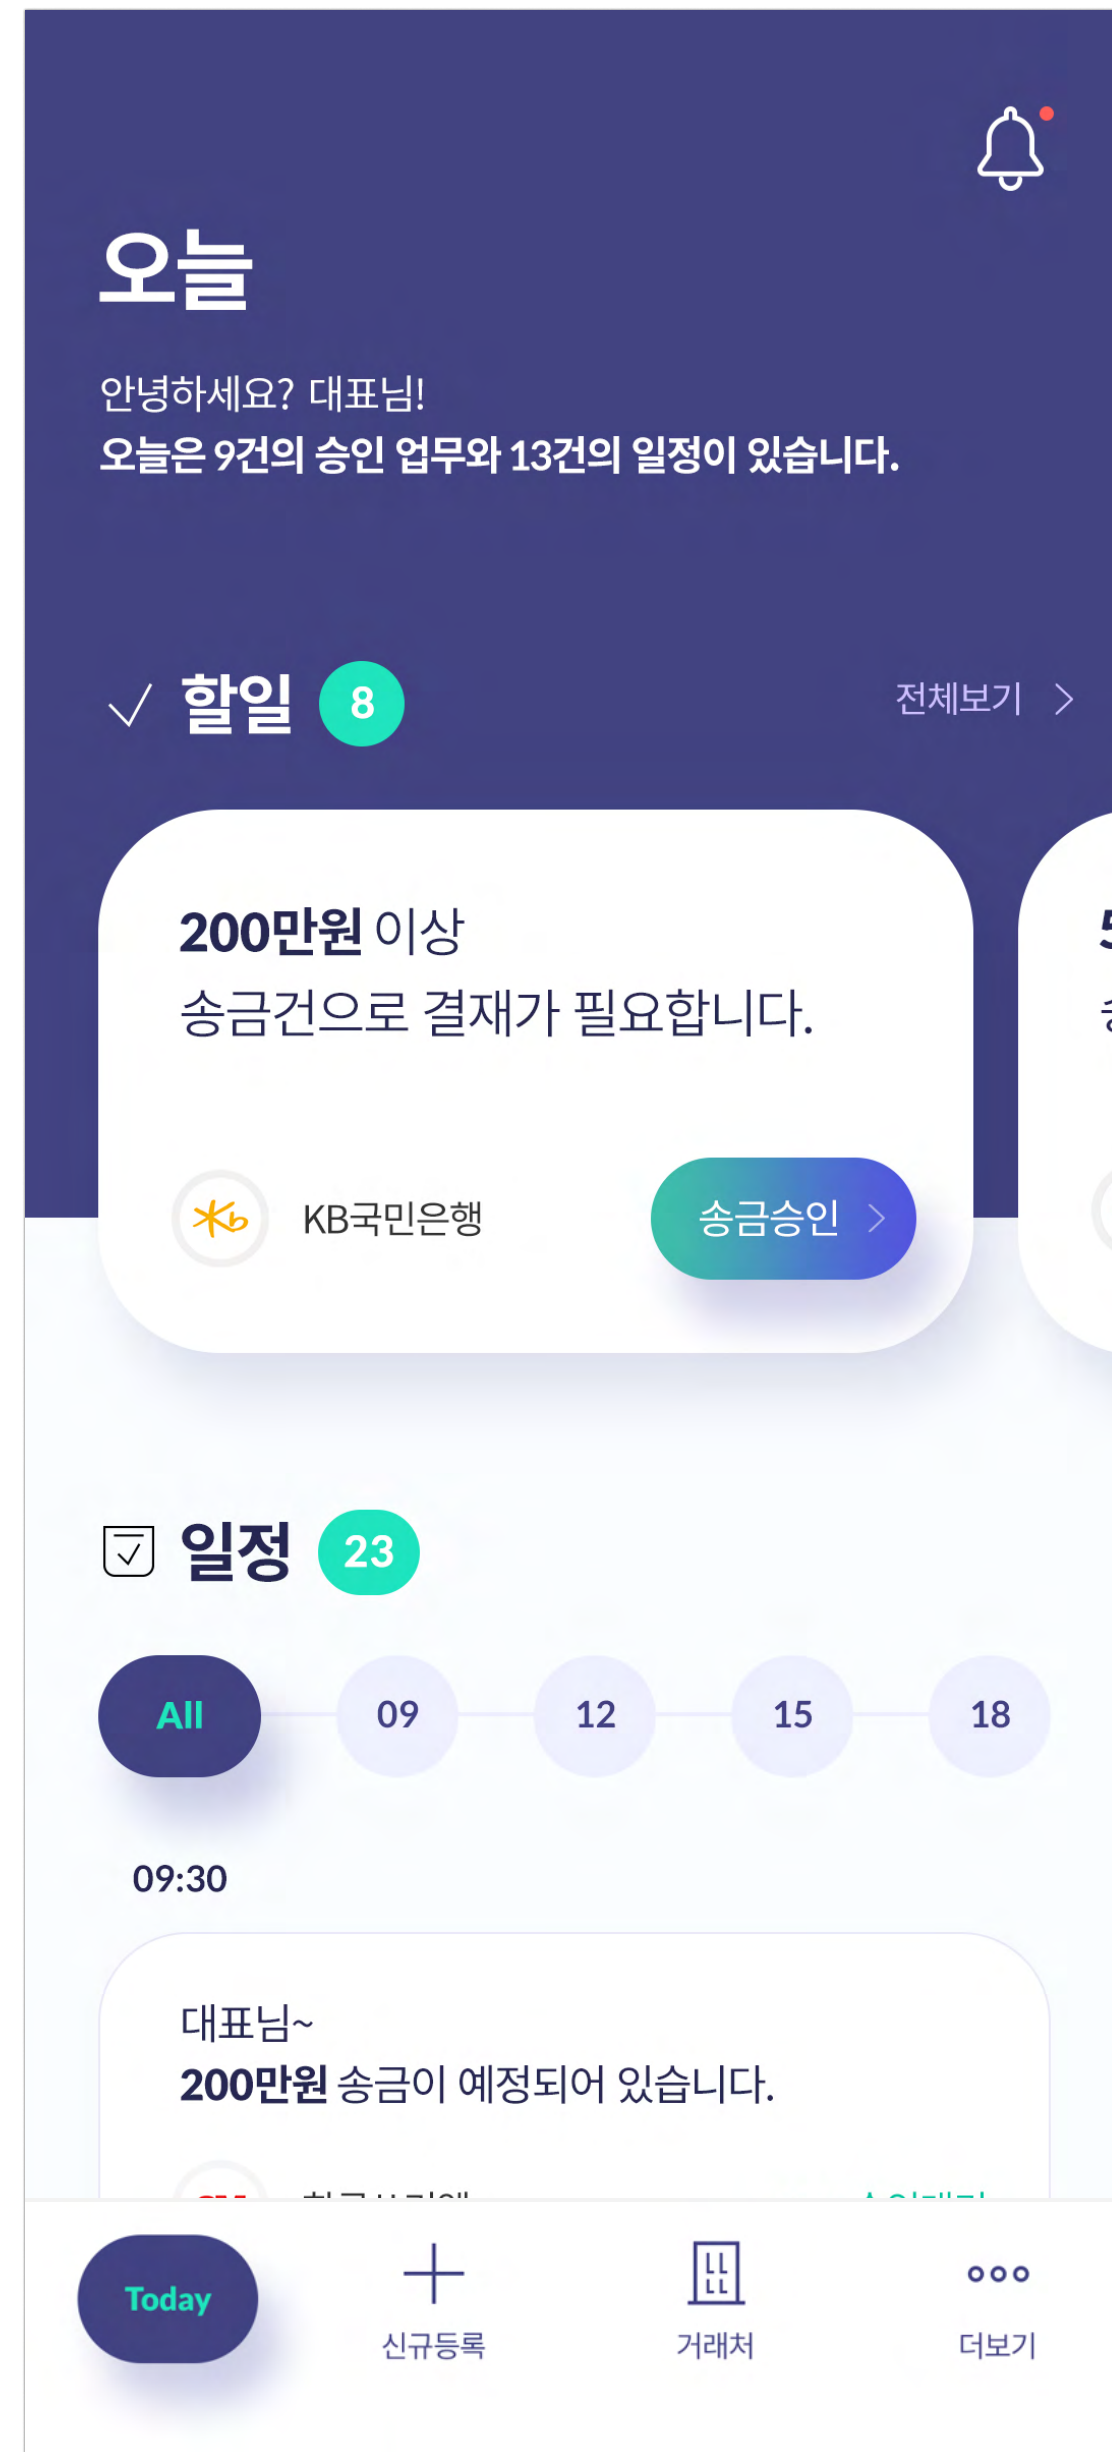 오늘
안녕하세요? 대표님!
오늘은 9건의 승인 업무와 13건의 일정이 있습니다.
할일 8
전체보기
200만원 이상
송금건으로 결재가 필요합니다.
KB국민은행
송금승인
일정 23
All 09 12 15 18
09:30
대표님~
200만원 송금이 예정되어 있습니다.
Today
신규등록
거래처
더보기